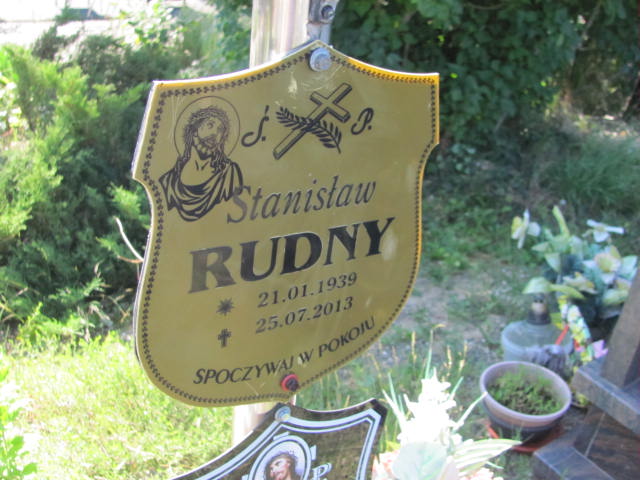 Ś. P.
Stanisław
RUDNY
21.01.1939
25.07.2013
SPOCZYWAJ W POKOJU
P